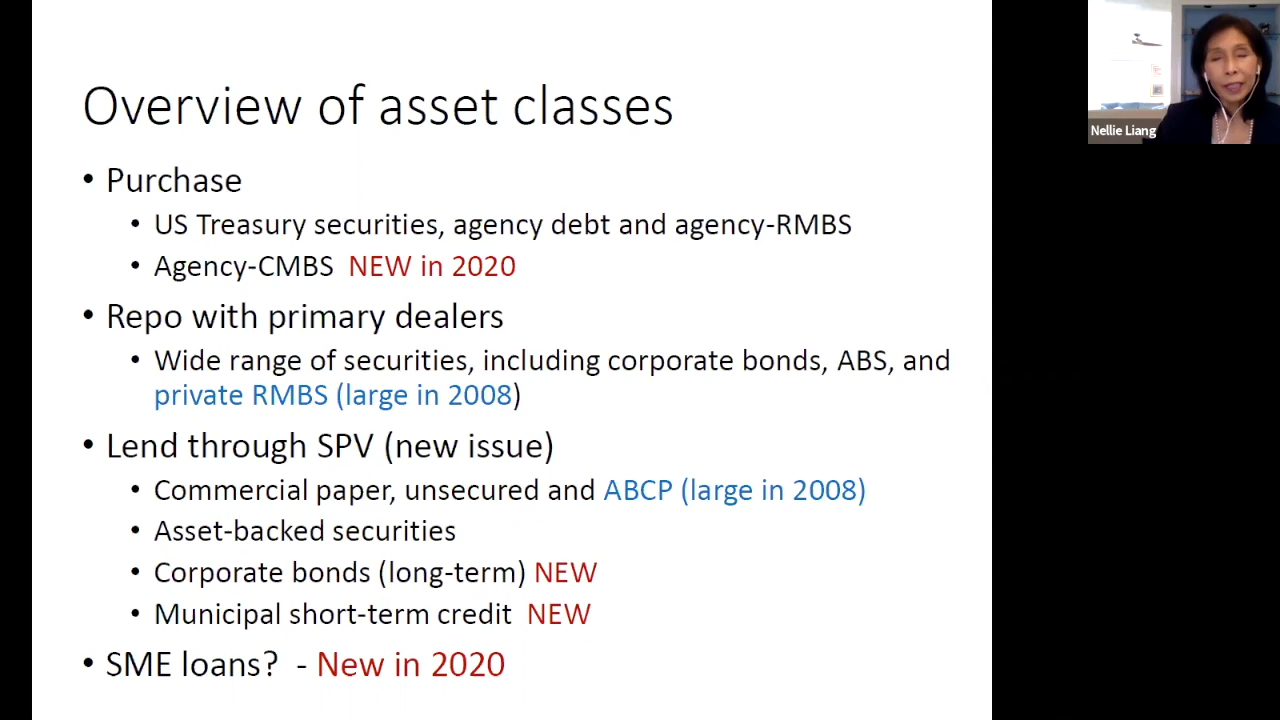 Overview of asset classes
• Purchase
• US Treasury securities, agency debt and agency-RMBS
• Agency-CMBS NEW in 2020
• Repo with primary dealers
• Wide range of securities, including corporate bonds, ABS, and
private RMBS (large in 2008)
• Lend through SPV (new issue)
• Commercial paper, unsecured and ABCP (large in 2008)
• Asset-backed securities
• Corporate bonds (long-term) NEW
• Municipal short-term credit NEW
• SME loans? - New in 2020
Nellie Liang